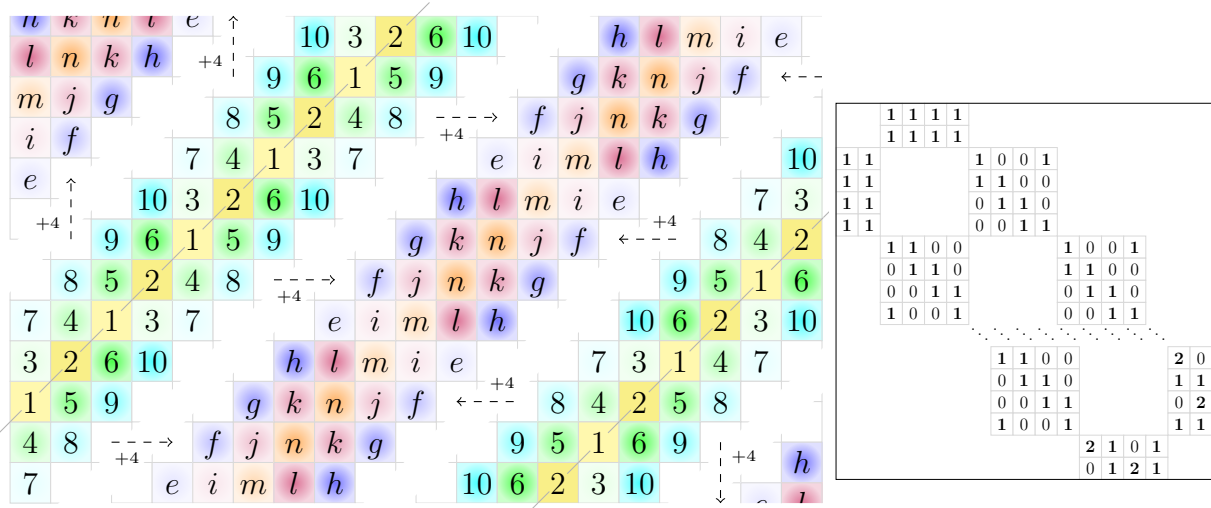 h k n l e
10 3 2 6 10 h l m i e
l n k h +4
9 6 1 5 9 g k n j f
m j g
8 5 2 4 8 f j n k g
i f +4
7 4 1 3 7 e i m l h 10
e
10 3 2 6 10 h l m i e 7 3
+4 +4
9 6 1 5 9 g k n j f 8 4 2
8 5 2 4 8 f j n k g 9 5 1 6
+4
7 4 1 3 7 e i m l h 10 6 2 3 10
3 2 6 10 h l m i e 7 3 1 4 7
+4
1 5 9 g k n j f 8 4 2 5 8
4 8 f j n k g 9 5 1 6 9
+4 +4 h
7 e i m l h 10 6 2 3 10
e l
1 1 1 1
1 1 1 1
1 1 1 0 0 1
1 1 1 1 0 0
1 1 0 1 1 0
1 1 0 0 1 1
1 1 0 0 1 0 0 1
0 1 1 0 1 1 0 0
0 0 1 1 0 1 1 0
1 0 0 1 0 0 1 1
1 1 0 0 2 0
0 1 1 0 1 1
0 0 1 1 0 2
1 0 0 1 1 1
2 1 0 1
0 1 2 1